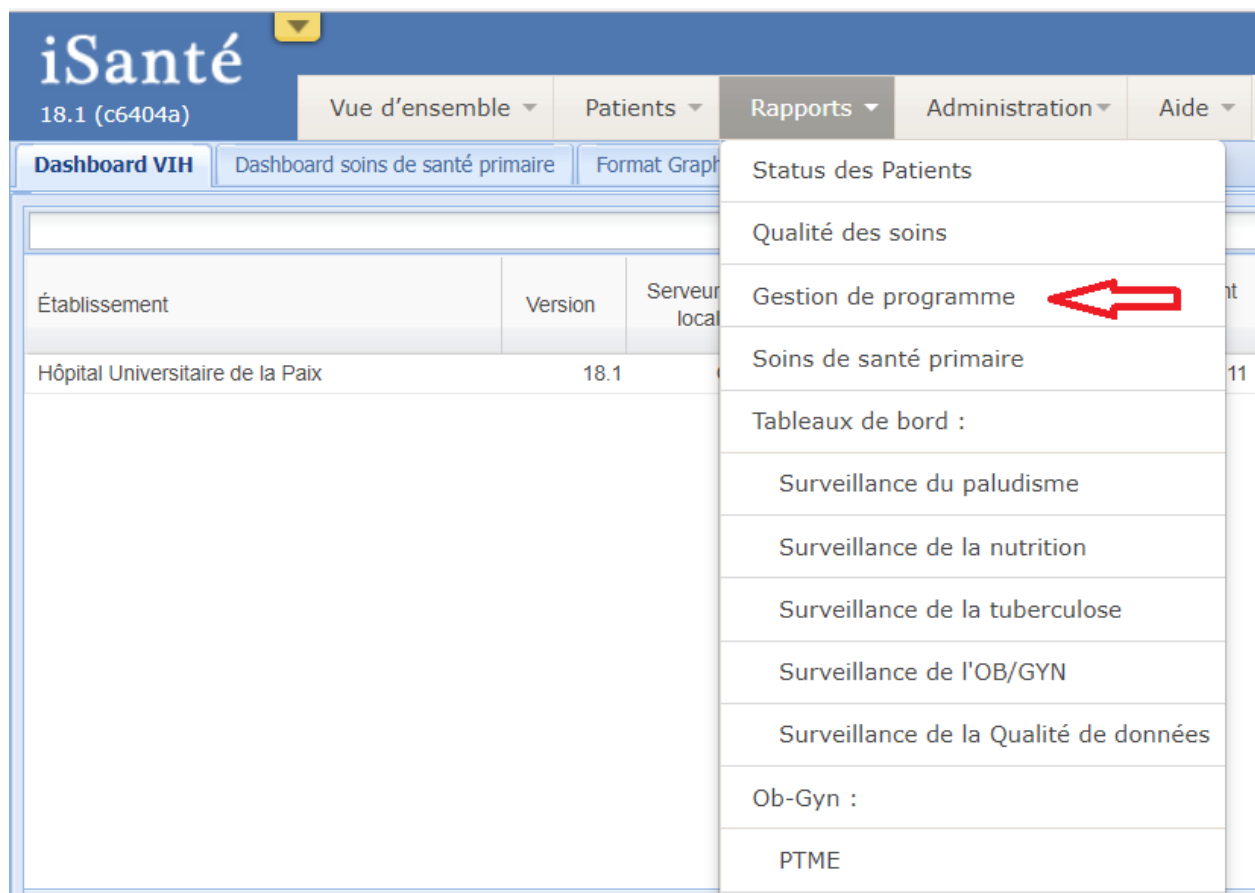 iSanté
18.1 (c6404a)
Vue d’ensemble Patients Rapports Administration Aide
Dashboard VIH Dashboard soins de santé primaire Format Graph
Status des Patients
Qualité des soins
Gestion de programme
Soins de santé primaire
Tableaux de bord :
Surveillance du paludisme
Surveillance de la nutrition
Surveillance de la tuberculose
Surveillance de l'OB/GYN
Surveillance de la Qualité de données
Ob-Gyn :
PTME
Établissement Version Serveur
local
Hôpital Universitaire de la Paix 18.1 11